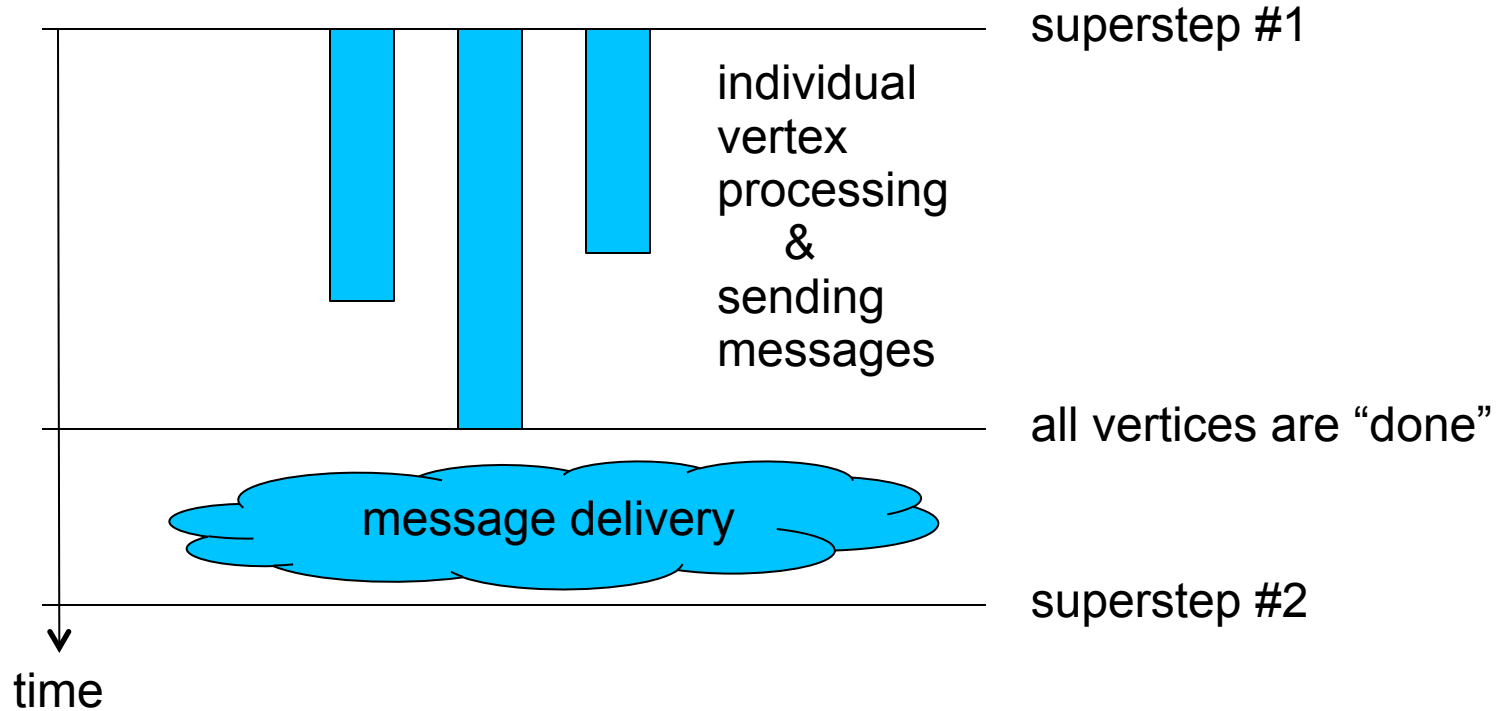 superstep #1
individual
vertex
processing
&
sending
messages
all vertices are “done”
message delivery
superstep #2
time